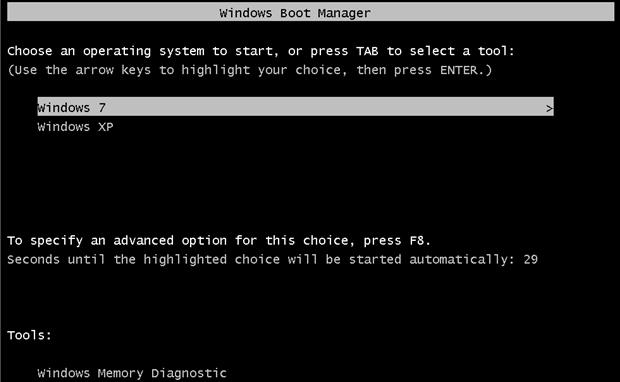 Windows Boot Manager
Choose an operating system to start, or press TAB to select a tool:
(Use the arrow keys to highlight your choice, then press ENTER.)
Windows 7 >
Windows XP
To specify an advanced option for this choice, press F8.
Seconds until the highlighted choice will be started automatically: 29
Tools:
Windows Memory Diagnostic